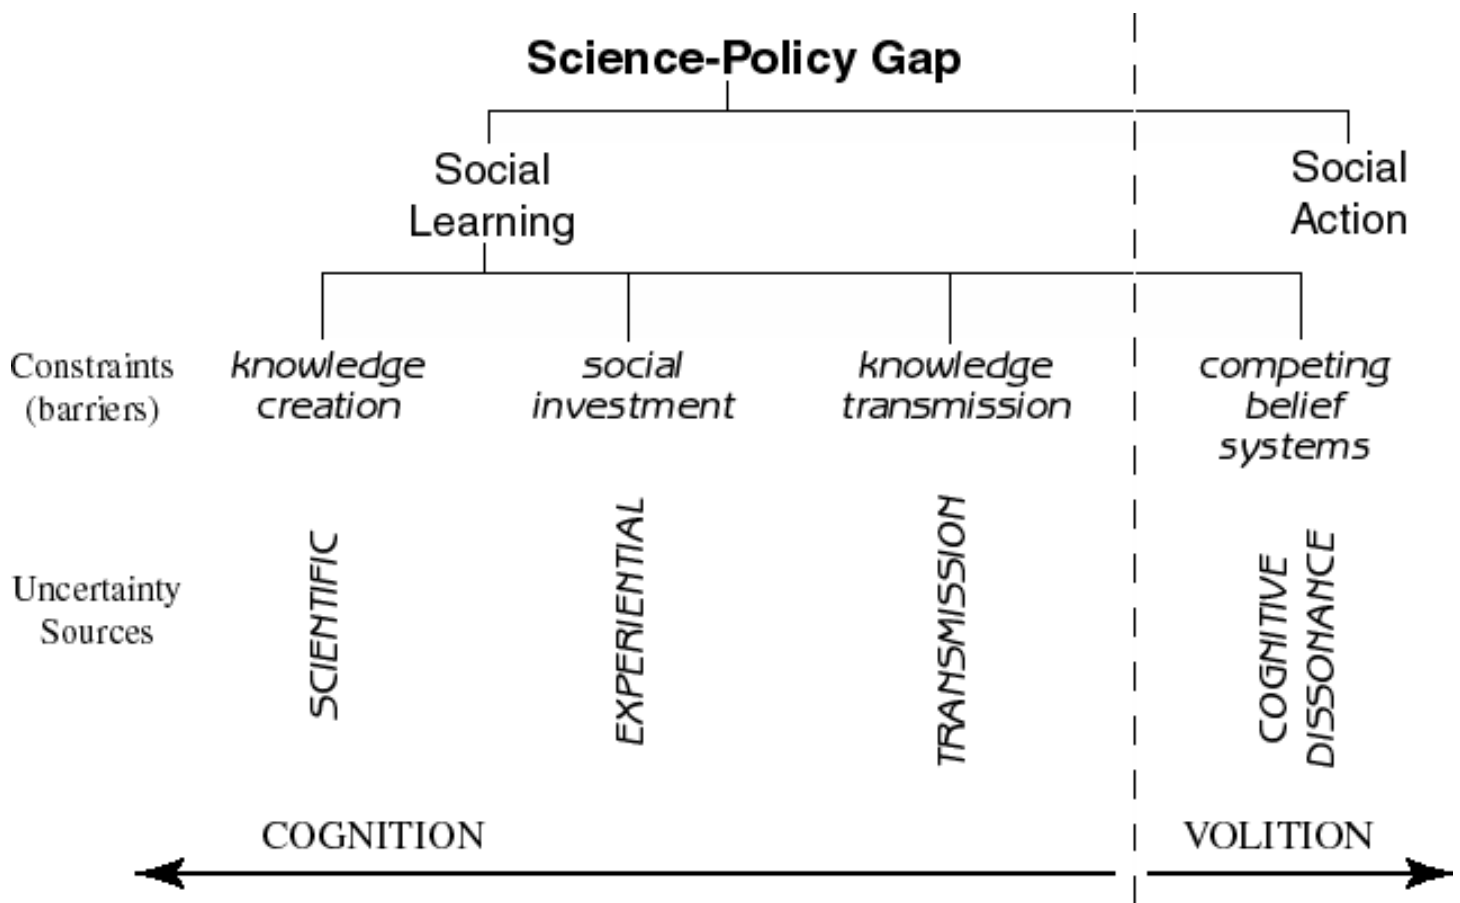 Science-Policy Gap
Social
Learning
Social
Action
Constraints
(barriers)
knowledge
creation
social
investment
knowledge
transmission
competing
belief
systems
Uncertainty
Sources
SCIENTIFIC
EXPERIENTIAL
TRANSMISSION
COGNITIVE
DISSONANCE
COGNITION
VOLITION